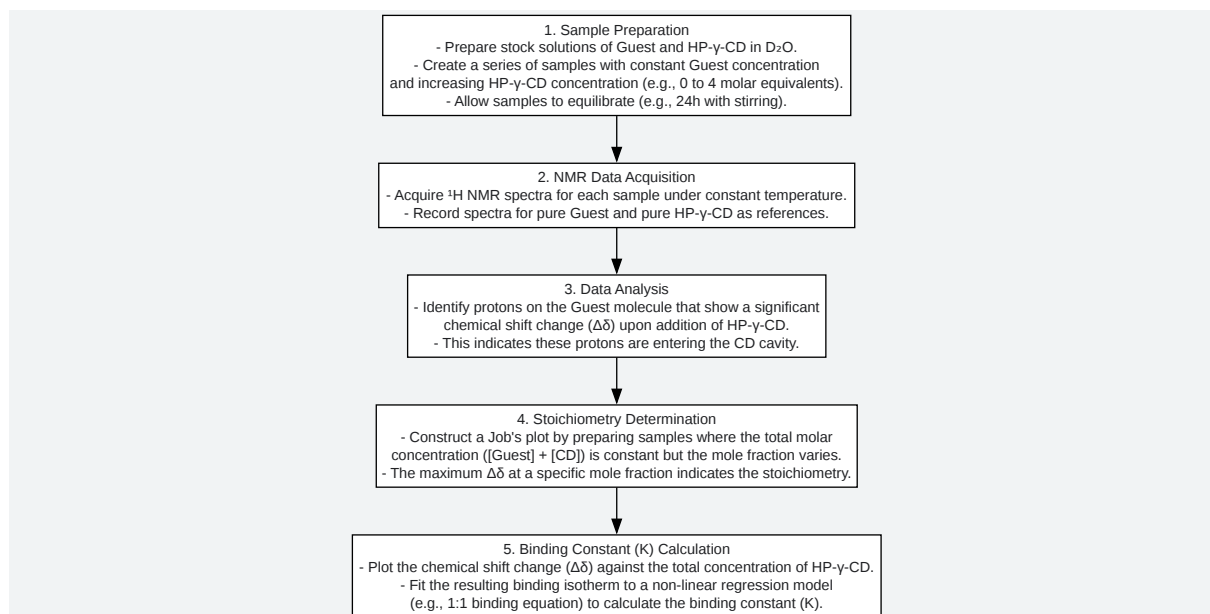 1. Sample Preparation
- Prepare stock solutions of Guest and HP-γ-CD in D₂O.
- Create a series of samples with constant Guest concentration
and increasing HP-γ-CD concentration (e.g., 0 to 4 molar equivalents).
- Allow samples to equilibrate (e.g., 24h with stirring).
2. NMR Data Acquisition
- Acquire ¹H NMR spectra for each sample under constant temperature.
- Record spectra for pure Guest and pure HP-γ-CD as references.
3. Data Analysis
- Identify protons on the Guest molecule that show a significant
chemical shift change (Δδ) upon addition of HP-γ-CD.
- This indicates these protons are entering the CD cavity.
4. Stoichiometry Determination
- Construct a Job's plot by preparing samples where the total molar
concentration ([Guest] + [CD]) is constant but the mole fraction varies.
- The maximum Δδ at a specific mole fraction indicates the stoichiometry.
5. Binding Constant (K) Calculation
- Plot the chemical shift change (Δδ) against the total concentration of HP-γ-CD.
- Fit the resulting binding isotherm to a non-linear regression model
(e.g., 1:1 binding equation) to calculate the binding constant (K).